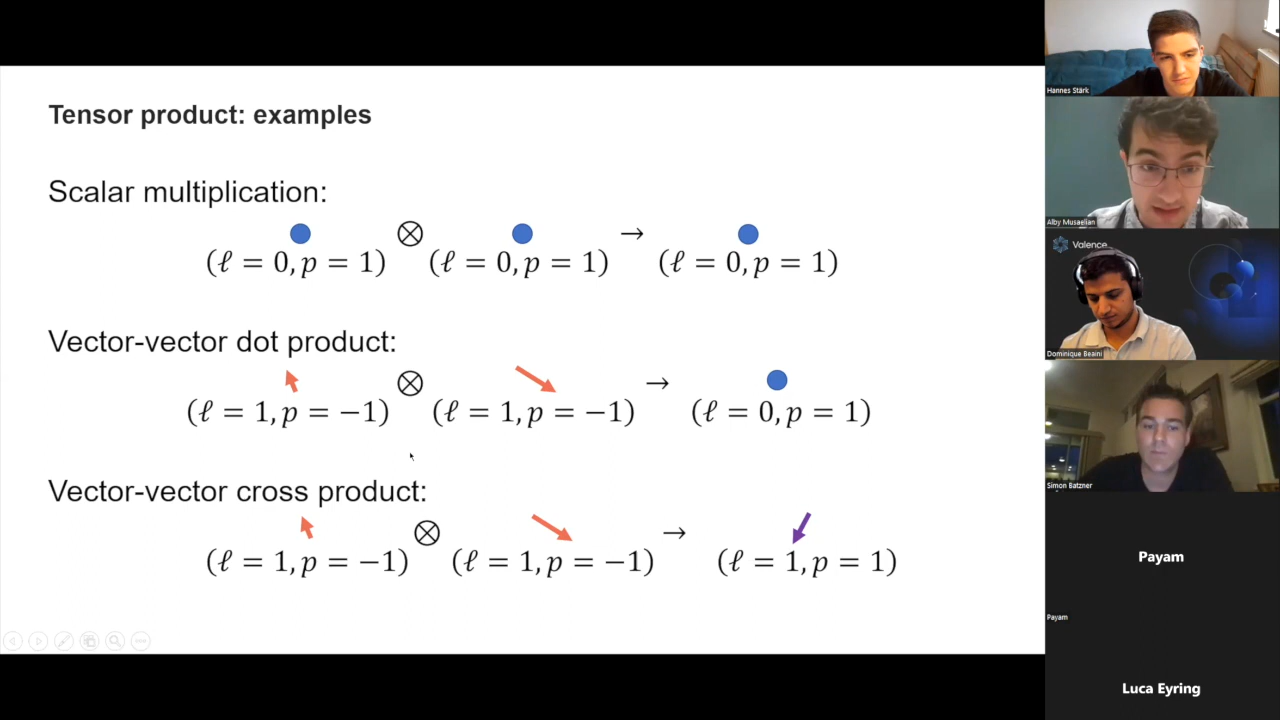 Tensor product: examples
Scalar multiplication:
⊗ →
(ℓ = 0, p = 1) (ℓ = 0, p = 1) (ℓ = 0, p = 1)
Vector-vector dot product:
⊗ →
(ℓ = 1, p = −1) (ℓ = 1, p = −1) (ℓ = 0, p = 1)
Vector-vector cross product:
⊗ →
(ℓ = 1, p = −1) (ℓ = 1, p = −1) (ℓ = 1, p = 1)
Hannes Stärk
Alby Musaelian
Valence
Dominique Beaini
Simon Batzner
Payam
Payam
Luca Eyring